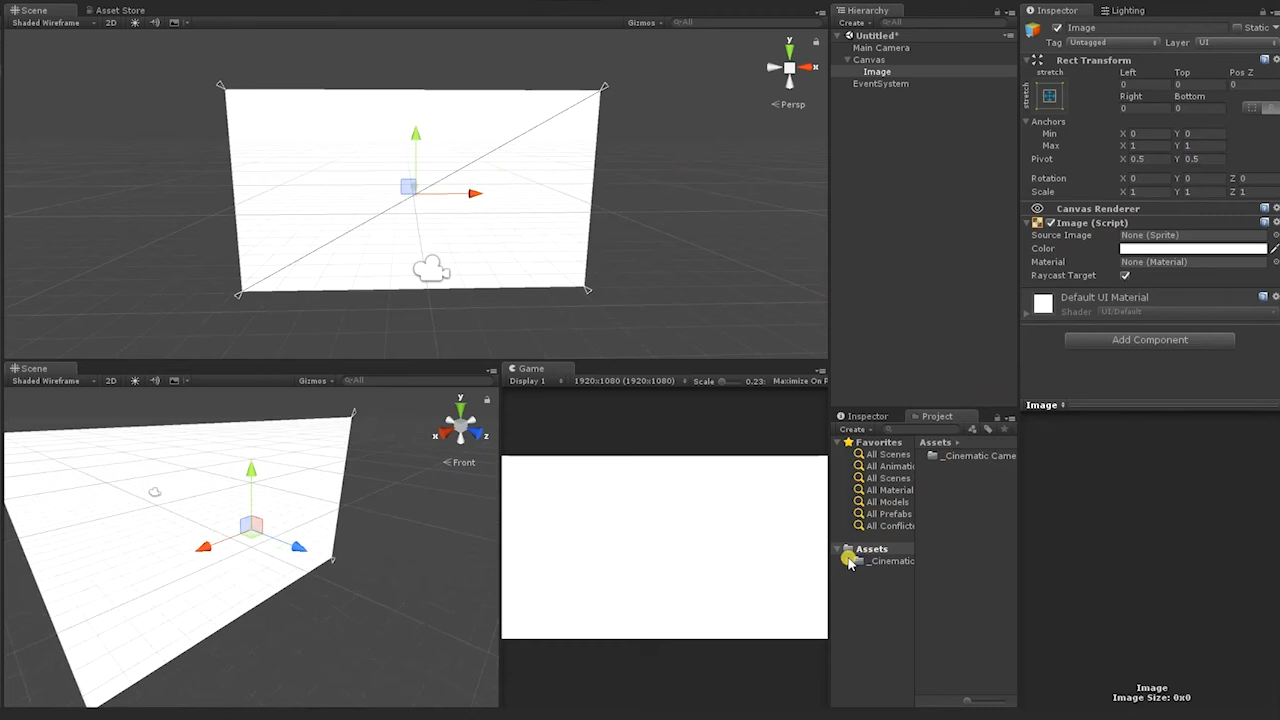 Scene Asset Store
Shaded Wireframe 2D Gizmos All
y
x
Persp
Scene
Shaded Wireframe 2D Gizmos All
y
x z
Front
Game
Display 1 1920x1080 (1920x1080) Scale 0.23: Maximize On P
Hierarchy
Create All
Untitled*
Main Camera
Canvas
Image
EventSystem
Inspector Project
Create
Favorites
All Scenes
All Animatic
All Scenes
All Material
All Models
All Prefabs
All Conflicts
Assets
_Cinematic
Assets
_Cinematic Came
Inspector Lighting
Image Static
Tag Untagged Layer UI
Rect Transform
stretch Left Top Pos Z
stretch 0 0 0
Right Bottom
0 0
Anchors
Min X 0 Y 0
Max X 1 Y 1
Pivot X 0.5 Y 0.5
Rotation X 0 Y 0 Z 0
Scale X 1 Y 1 Z 1
Canvas Renderer
Image (Script)
Source Image None (Sprite)
Color
Material None (Material)
Raycast Target
Default UI Material
Shader UI/Default
Add Component
Image
Image
Image Size: 0x0